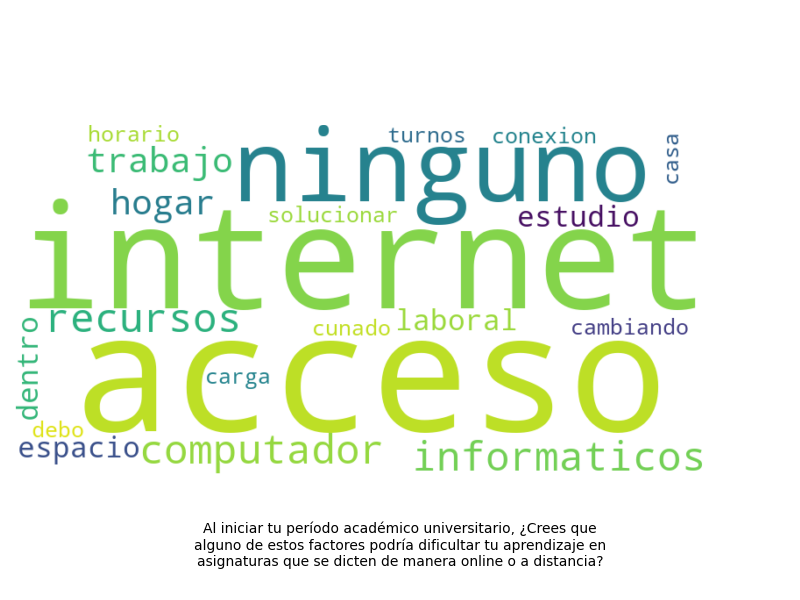 horario
turnos
conexion
casa
trabajo
ninguno
hogar
solucionar
estudio
internet
recursos
cunado
laboral
cambiando
dentro
acceso
carga
debo
espacio
computador
informaticos
Al iniciar tu período académico universitario, ¿Crees que
alguno de estos factores podría dificultar tu aprendizaje en
asignaturas que se dicten de manera online o a distancia?